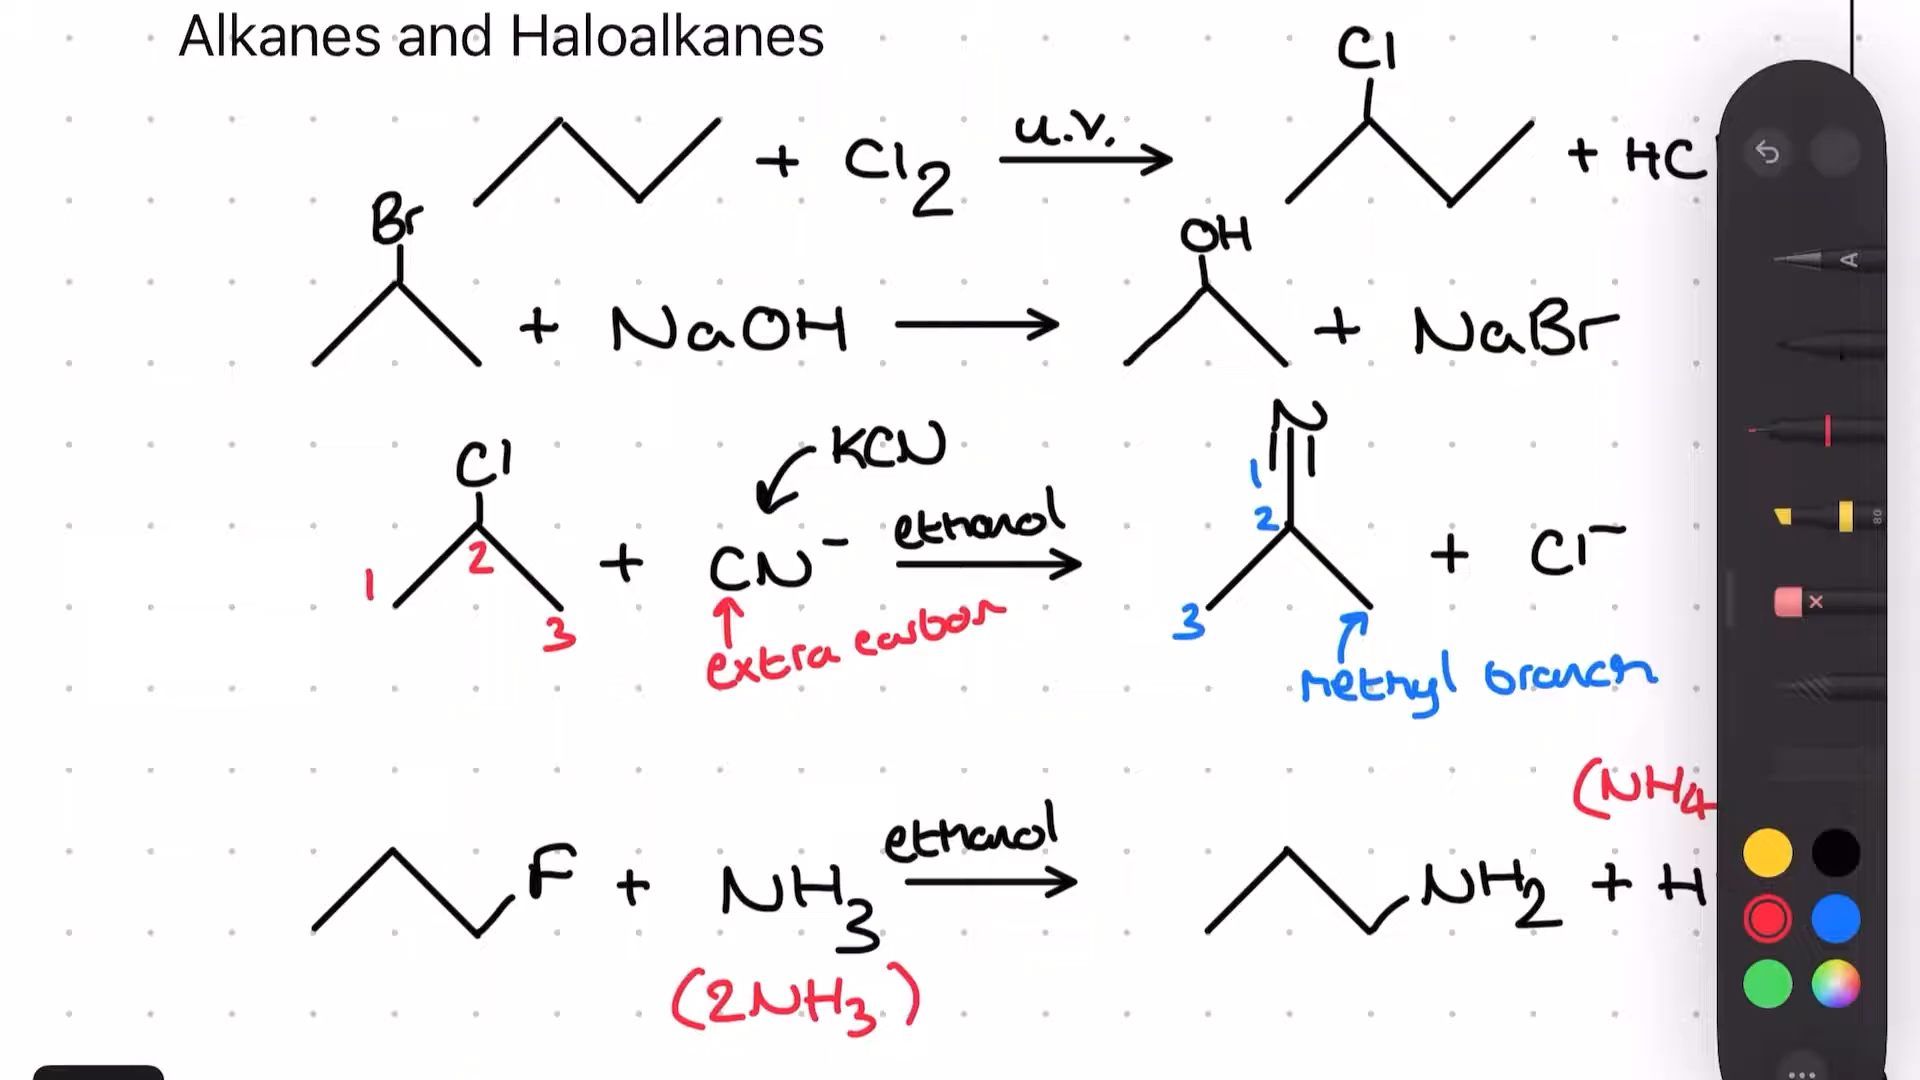 Alkanes and Haloalkanes
+ Cl2 u.v. → Cl + HC
Br + NaOH → OH + NaBr
KCN
Cl + CN⁻ ethanol → N + Cl⁻
1 2 3
1 2 3
extra carbon
methyl branch
(NH4
F + NH3 ethanol → NH2 + H
(2NH3)
A
80